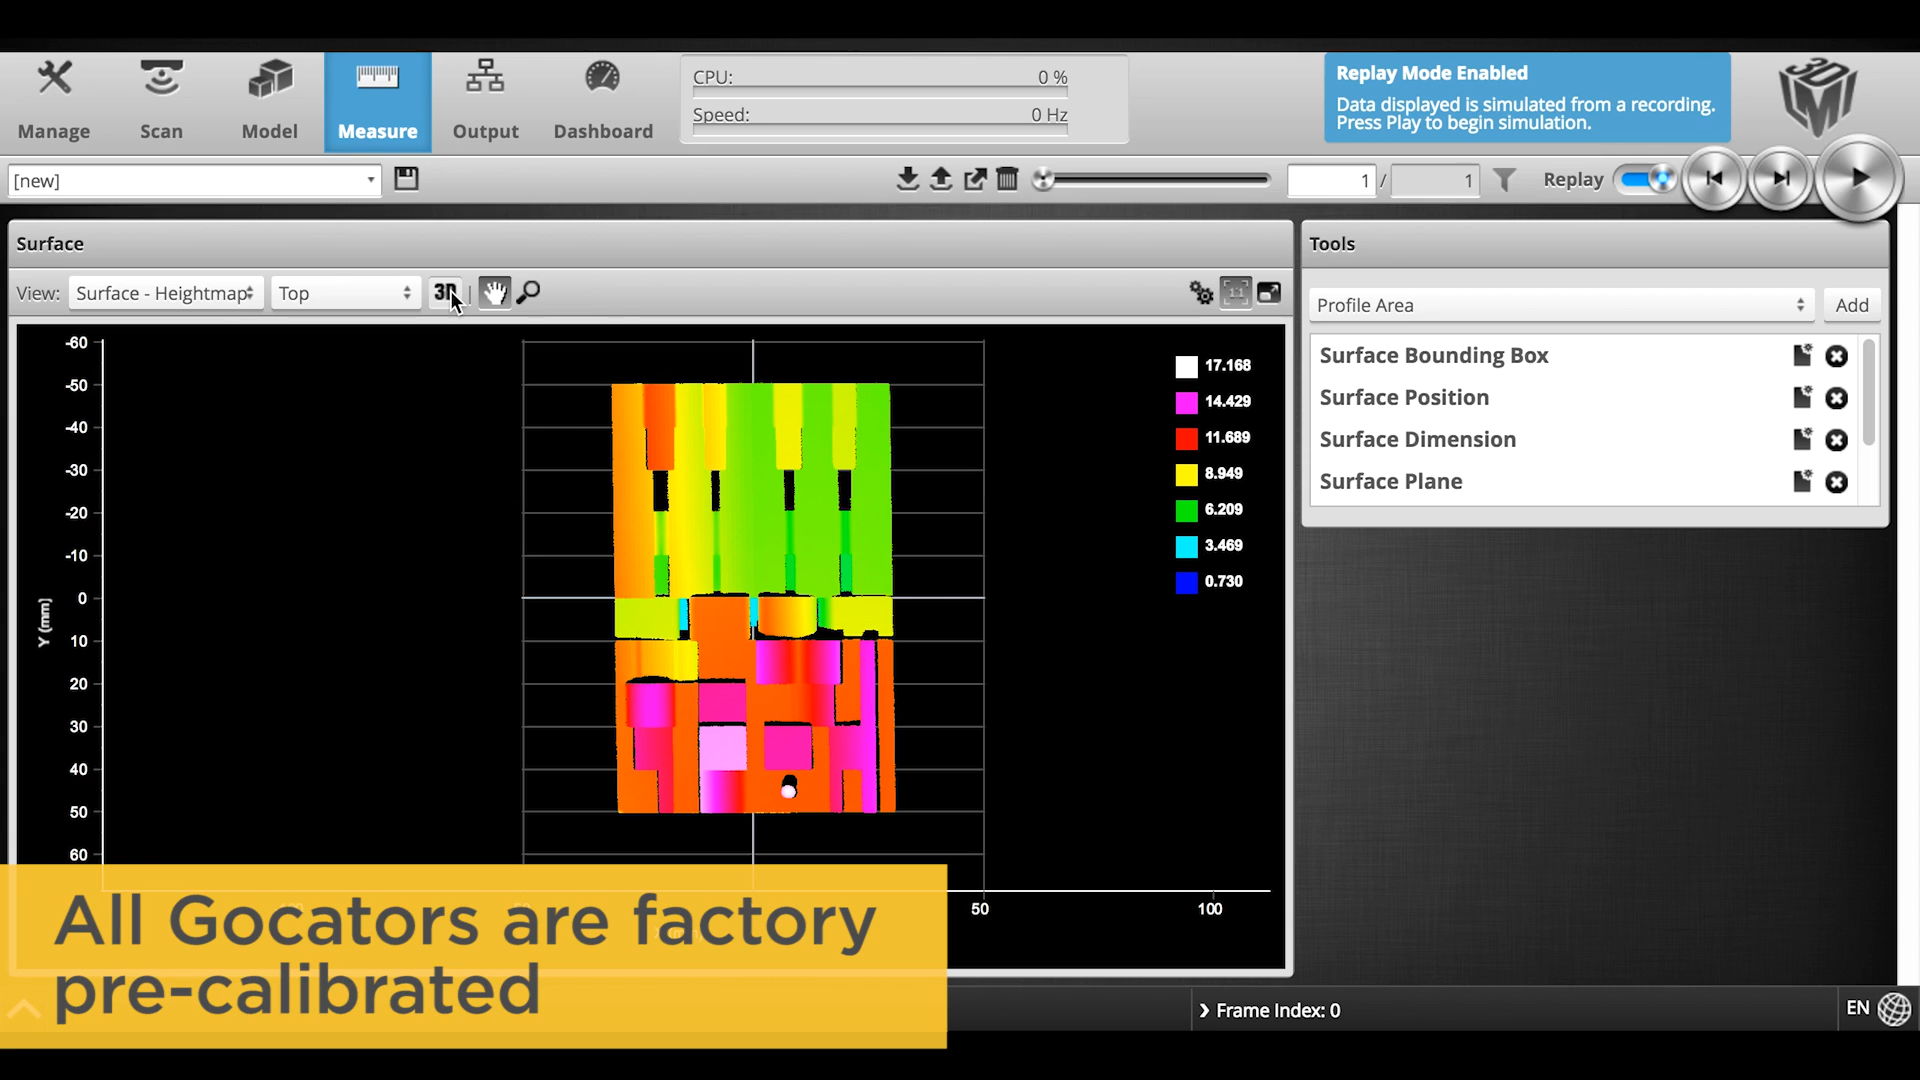 Manage
Scan
Model
Measure
Output
Dashboard
CPU: 0 %
Speed: 0 Hz
Replay Mode Enabled
Data displayed is simulated from a recording.
Press Play to begin simulation.
[new]
1 / 1
Replay
Surface
Tools
View: Surface - Heightmap Top 3D
Profile Area Add
Surface Bounding Box
Surface Position
Surface Dimension
Surface Plane
-60
-50
-40
-30
-20
-10
0
10
20
30
40
50
60
Y (mm)
17.168
14.429
11.689
8.949
6.209
3.469
0.730
50
100
All Gocators are factory
pre-calibrated
Frame Index: 0
EN